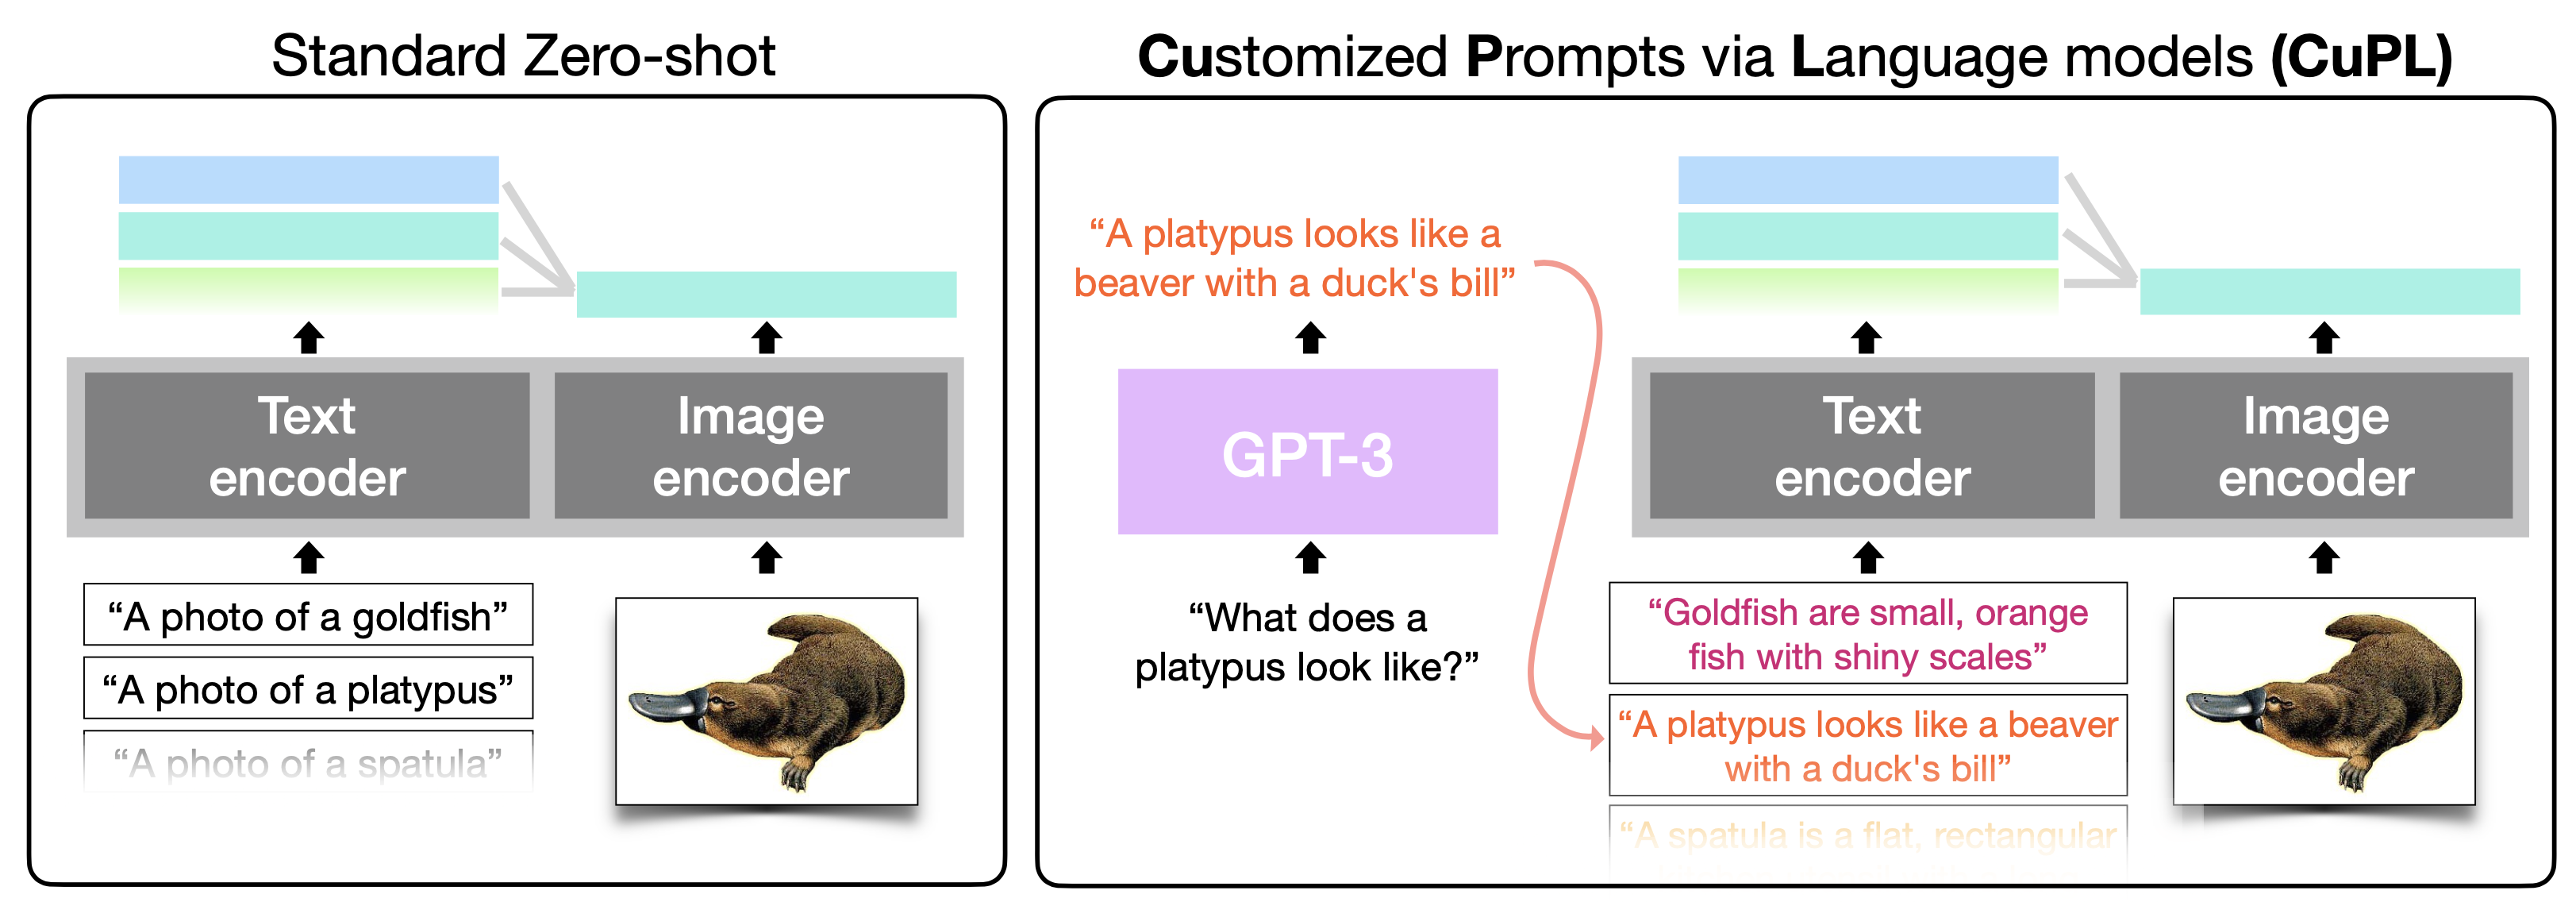 Standard Zero-shot
Text
encoder
Image
encoder
“A photo of a goldfish”
“A photo of a platypus”
“A photo of a spatula”
Customized Prompts via Language models (CuPL)
“A platypus looks like a
beaver with a duck's bill”
GPT-3
“What does a
platypus look like?”
Text
encoder
Image
encoder
“Goldfish are small, orange
fish with shiny scales”
“A platypus looks like a beaver
with a duck's bill”
“A spatula is a flat, rectangular